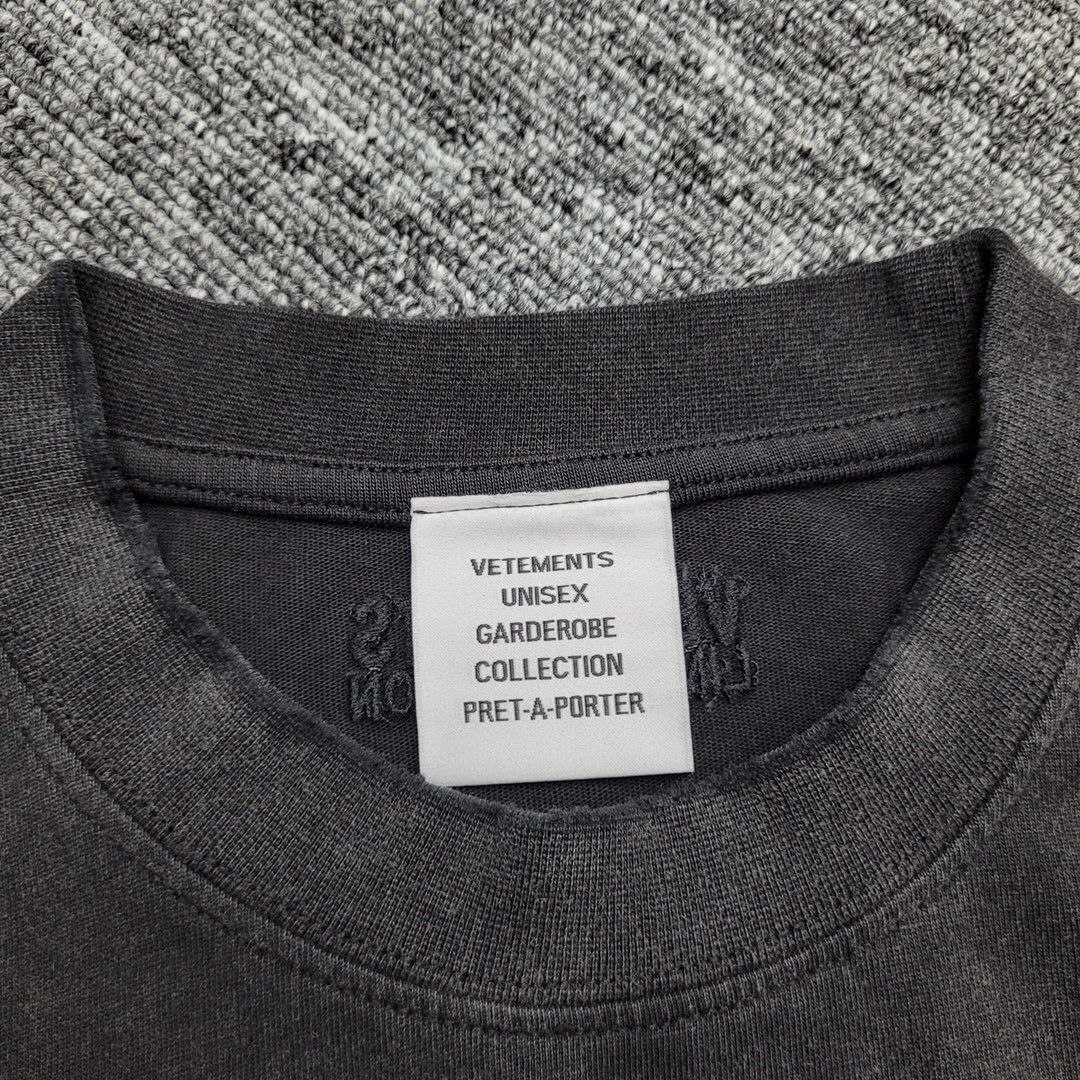 VETEMENTS
UNISEX
GARDEROBE
COLLECTION
PRET-A-PORTER